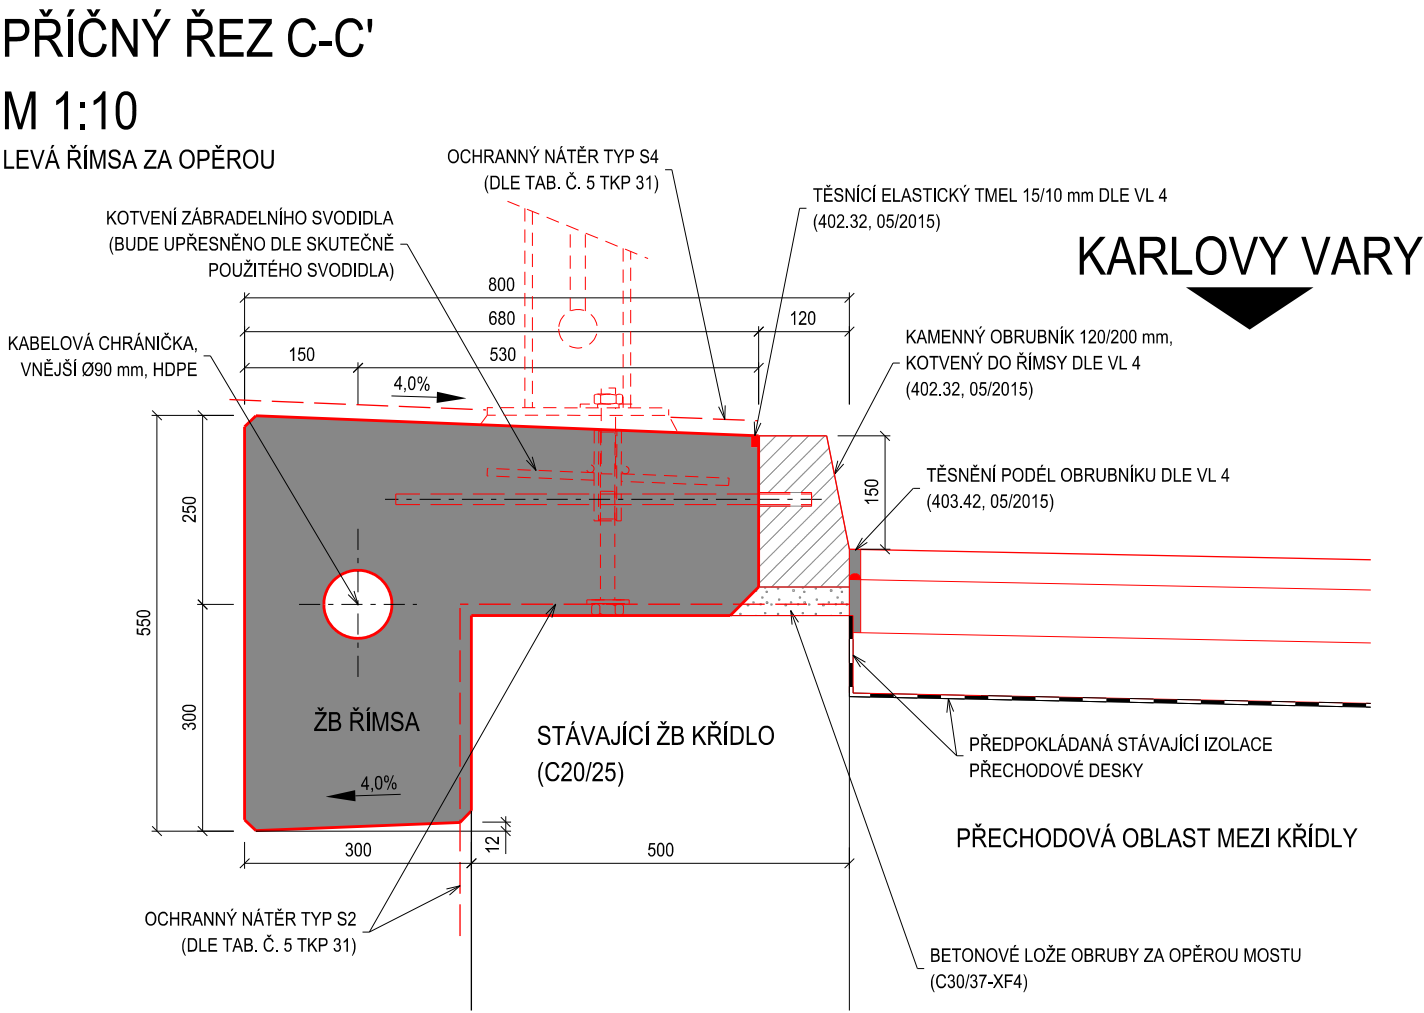 PŘÍČNÝ ŘEZ C-C'
M 1:10
LEVÁ ŘÍMSA ZA OPĚROU
OCHRANNÝ NÁTĚR TYP S4
(DLE TAB. Č. 5 TKP 31)
TĚSNÍCÍ ELASTICKÝ TMEL 15/10 mm DLE VL 4
(402.32, 05/2015)
KOTVENÍ ZÁBRADELNÍHO SVODIDLA
(BUDE UPŘESNĚNO DLE SKUTEČNĚ
POUŽITÉHO SVODIDLA)
KARLOVY VARY
800
680
120
KABELOVÁ CHRÁNIČKA,
VNĚJŠÍ Ø90 mm, HDPE
150
530
KAMENNÝ OBRUBNÍK 120/200 mm,
KOTVENÝ DO ŘÍMSY DLE VL 4
(402.32, 05/2015)
4,0%
TĚSNĚNÍ PODÉL OBRUBNÍKU DLE VL 4
(403.42, 05/2015)
150
250
550
300
ŽB ŘÍMSA
STÁVAJÍCÍ ŽB KŘÍDLO
(C20/25)
PŘEDPOKLÁDANÁ STÁVAJÍCÍ IZOLACE
PŘECHODOVÉ DESKY
4,0%
12
PŘECHODOVÁ OBLAST MEZI KŘÍDLY
300
500
OCHRANNÝ NÁTĚR TYP S2
(DLE TAB. Č. 5 TKP 31)
BETONOVÉ LOŽE OBRUBY ZA OPĚROU MOSTU
(C30/37-XF4)